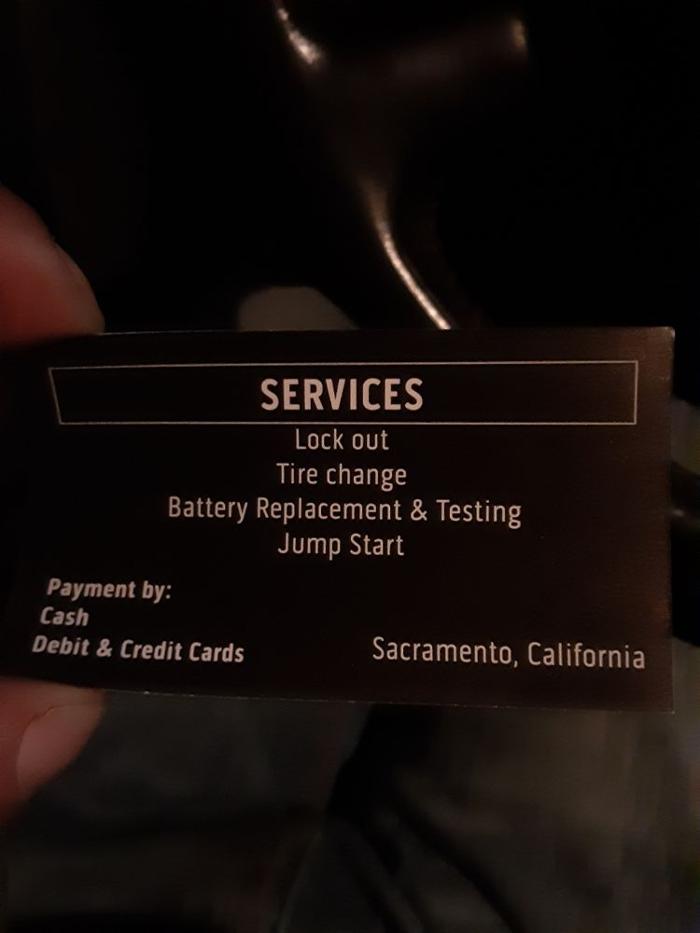 SERVICES
Lock out
Tire change
Battery Replacement & Testing
Jump Start
Payment by:
Cash
Debit & Credit Cards
Sacramento, California